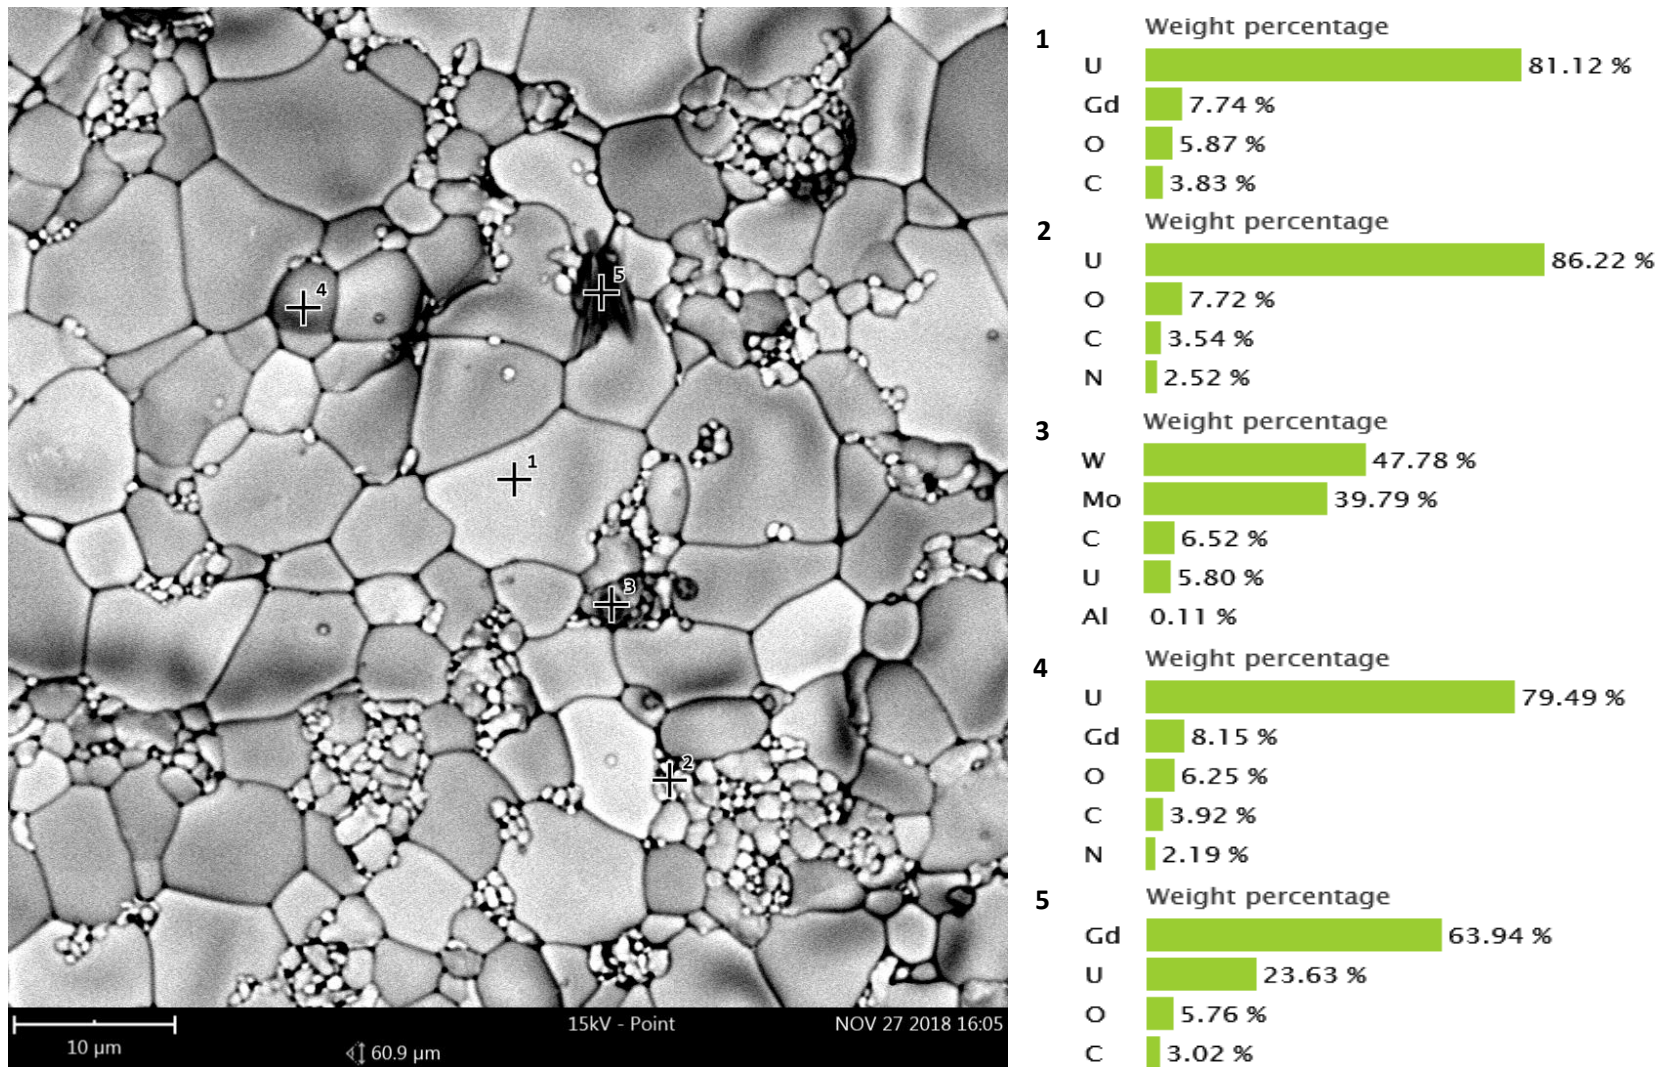 1
Weight percentage
U 81.12 %
Gd 7.74 %
O 5.87 %
C 3.83 %
2
Weight percentage
U 86.22 %
O 7.72 %
C 3.54 %
N 2.52 %
3
Weight percentage
W 47.78 %
Mo 39.79 %
C 6.52 %
U 5.80 %
Al 0.11 %
4
Weight percentage
U 79.49 %
Gd 8.15 %
O 6.25 %
C 3.92 %
N 2.19 %
5
Weight percentage
Gd 63.94 %
U 23.63 %
O 5.76 %
C 3.02 %
4
5
1
3
2
10 µm
60.9 µm
15kV - Point
NOV 27 2018 16:05